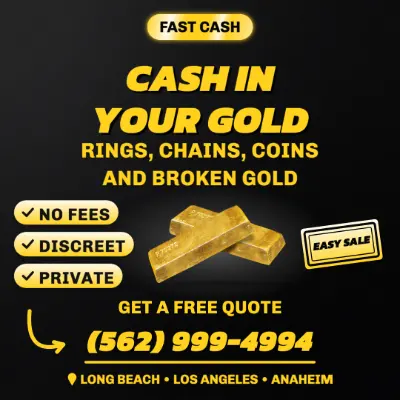 FAST CASH
CASH IN
YOUR GOLD
RINGS, CHAINS, COINS
AND BROKEN GOLD
NO FEES
DISCREET
PRIVATE
EASY SALE
GET A FREE QUOTE
(562) 999-4994
LONG BEACH • LOS ANGELES • ANAHEIM